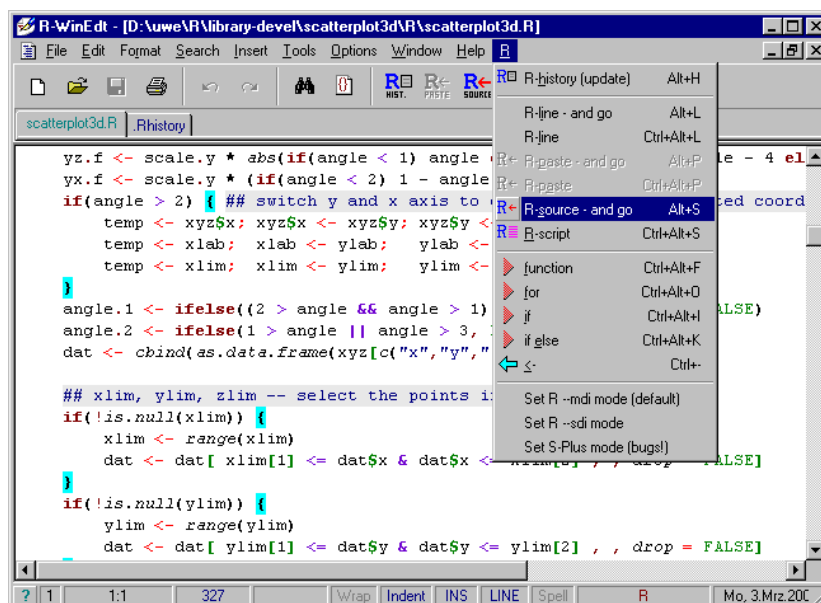 R-WinEdt - [D:\uwe\R\library-devel\scatterplot3d\R\scatterplot3d.R]
File Edit Format Search Insert Tools Options Window Help R
R HIST. R← PASTE R← SOURCE
scatterplot3d.R .Rhistory
yz.f <- scale.y * abs(if(angle < 1) angle
le - 4 el
yx.f <- scale.y * (if(angle < 2) 1 - angle
if(angle > 2) { ## switch y and x axis to
ted coord
temp <- xyz$x; xyz$x <- xyz$y; xyz$y <
temp <- xlab; xlab <- ylab; ylab <-
temp <- xlim; xlim <- ylim; ylim <-
}
angle.1 <- ifelse((2 > angle && angle > 1)
ALSE)
angle.2 <- ifelse(1 > angle || angle > 3,
dat <- cbind(as.data.frame(xyz[c("x","y","
## xlim, ylim, zlim -- select the points i
if(!is.null(xlim)) {
xlim <- range(xlim)
dat <- dat[ xlim[1] <= dat$x & dat$x <= xlim[2] , , drop = FALSE]
}
if(!is.null(ylim)) {
ylim <- range(ylim)
dat <- dat[ ylim[1] <= dat$y & dat$y <= ylim[2] , , drop = FALSE]
R R-history (update) Alt+H
R-line - and go Alt+L
R-line Ctrl+Alt+L
R← R-paste - and go Alt+P
R← R-paste Ctrl+Alt+P
R← R-source - and go Alt+S
R R-script Ctrl+Alt+S
function Ctrl+Alt+F
for Ctrl+Alt+O
if Ctrl+Alt+I
if else Ctrl+Alt+K
<- Ctrl+-
Set R --mdi mode (default)
Set R --sdi mode
Set S-Plus mode (bugs!)
? 1 1:1 327 Wrap Indent INS LINE Spell R Mo, 3.Mrz.200